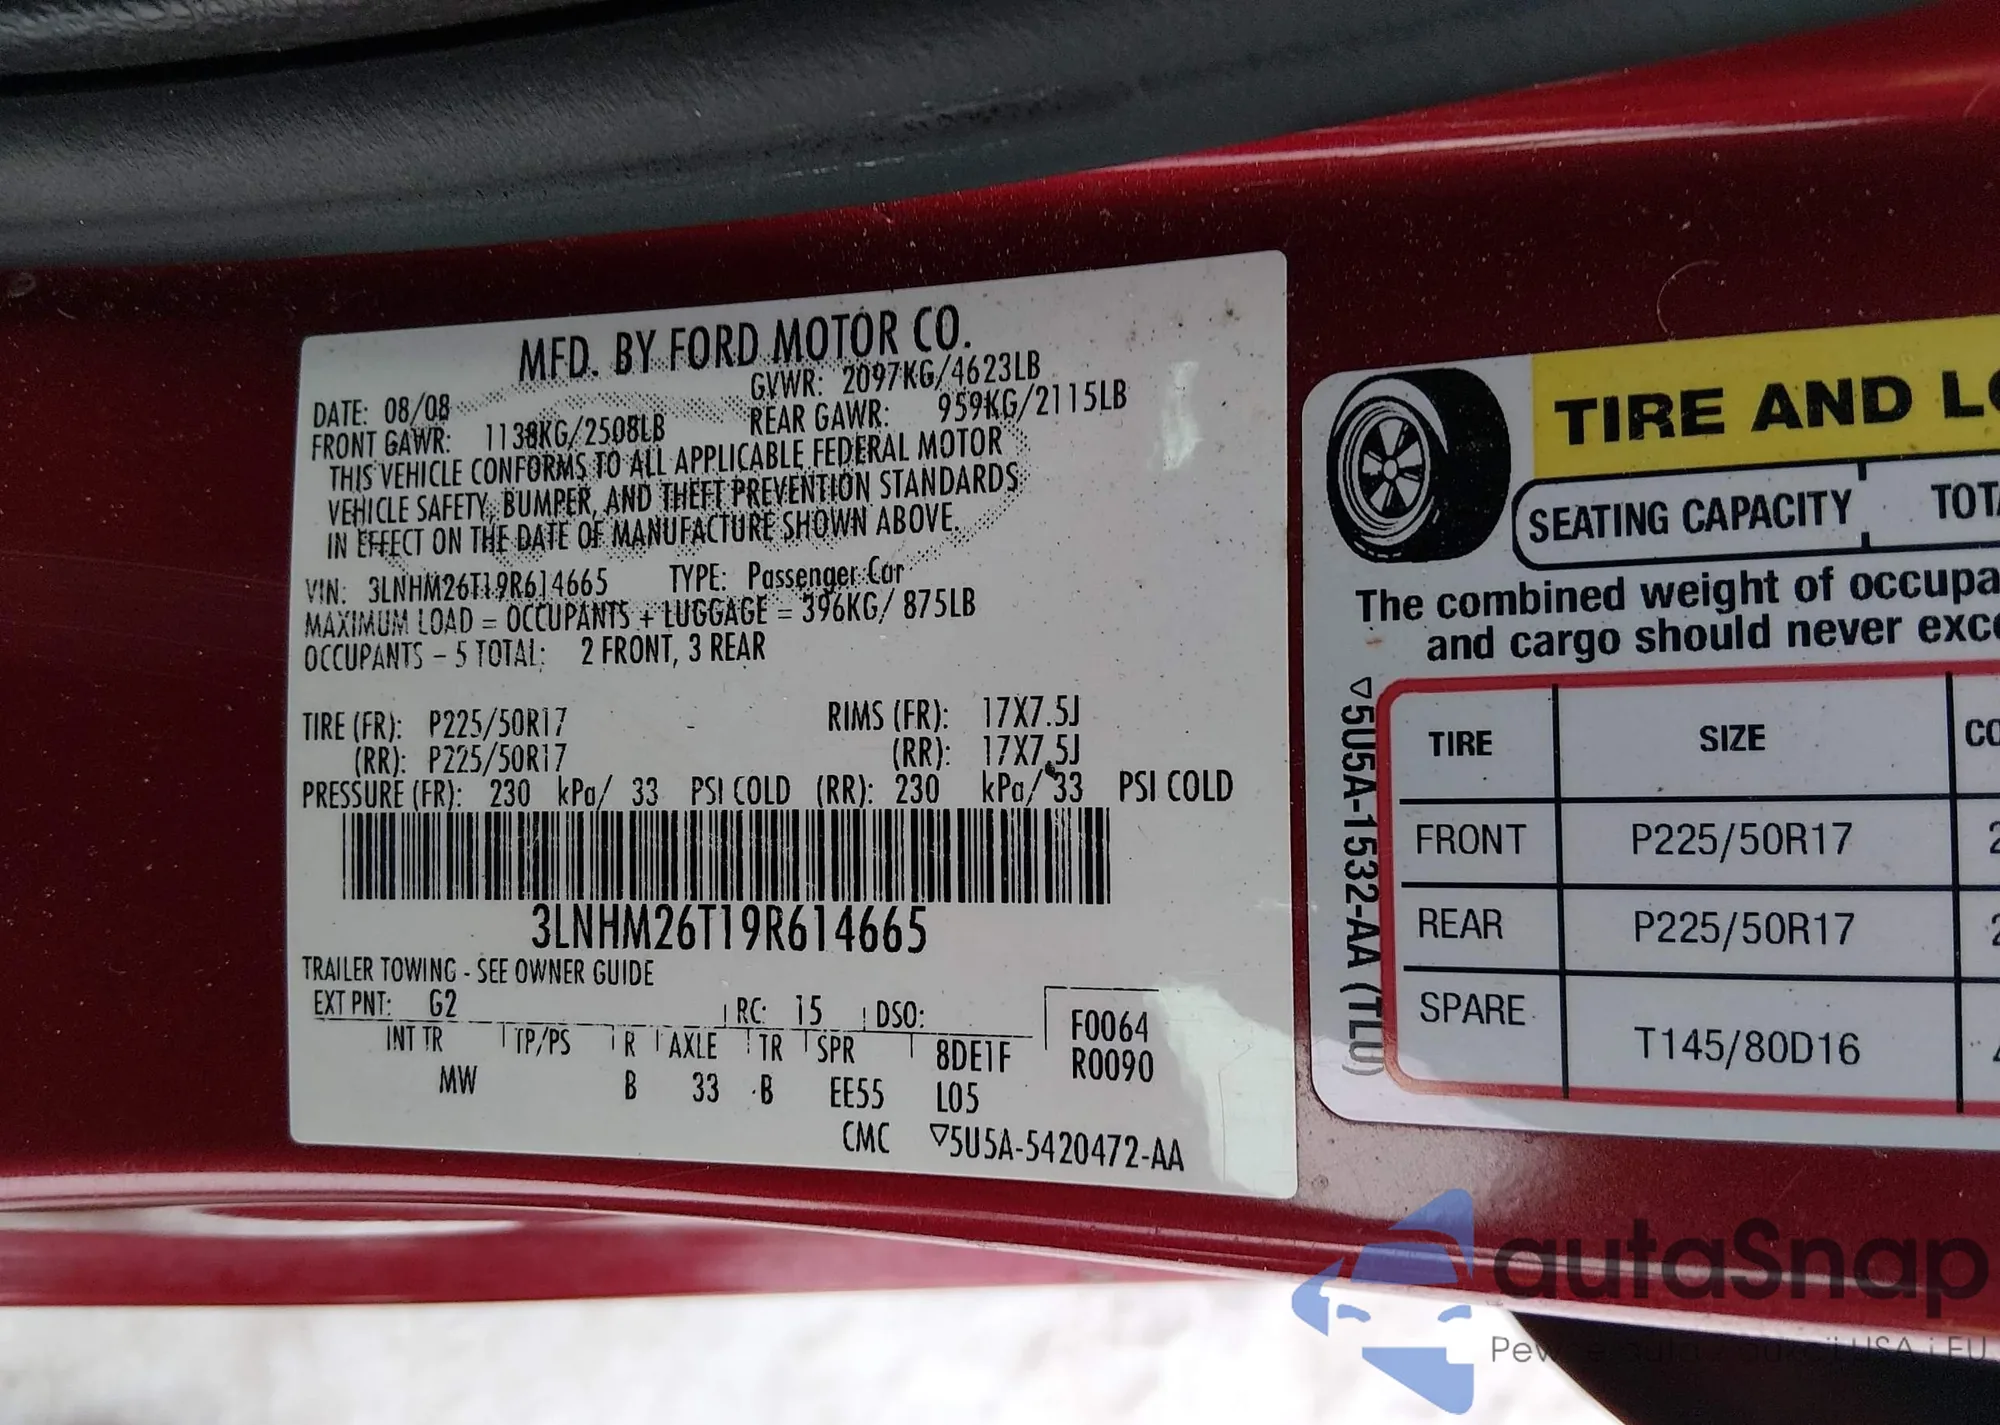 MFD. BY FORD MOTOR CO.
DATE: 08/08 GVWR: 2097KG/4623LB
FRONT GAWR: 1138KG/2508LB REAR GAWR: 959KG/2115LB
THIS VEHICLE CONFORMS TO ALL APPLICABLE FEDERAL MOTOR
VEHICLE SAFETY, BUMPER, AND THEFT PREVENTION STANDARDS
IN EFFECT ON THE DATE OF MANUFACTURE SHOWN ABOVE.
VIN: 3LNHM26T19R614665 TYPE: Passenger Car
MAXIMUM LOAD = OCCUPANTS + LUGGAGE = 396KG/ 875LB
OCCUPANTS - 5 TOTAL: 2 FRONT, 3 REAR
TIRE (FR): P225/50R17 RIMS (FR): 17X7.5J
(RR): P225/50R17 (RR): 17X7.5J
PRESSURE (FR): 230 kPa/ 33 PSI COLD (RR): 230 kPa/ 33 PSI COLD
3LNHM26T19R614665
TRAILER TOWING - SEE OWNER GUIDE
EXT PNT: G2 RC: 15 DSO: F0064
INT TR TP/PS R AXLE TR SPR 8DE1F R0090
MW B 33 B EE55 L05
CMC ▽5U5A-5420472-AA
TIRE AND LO
SEATING CAPACITY TOTA
The combined weight of occupa
and cargo should never exce
▽5U5A-1532-AA (TLU)
TIRE SIZE CO
FRONT P225/50R17 2
REAR P225/50R17 2
SPARE T145/80D16 4
autaSnap
USA i EU